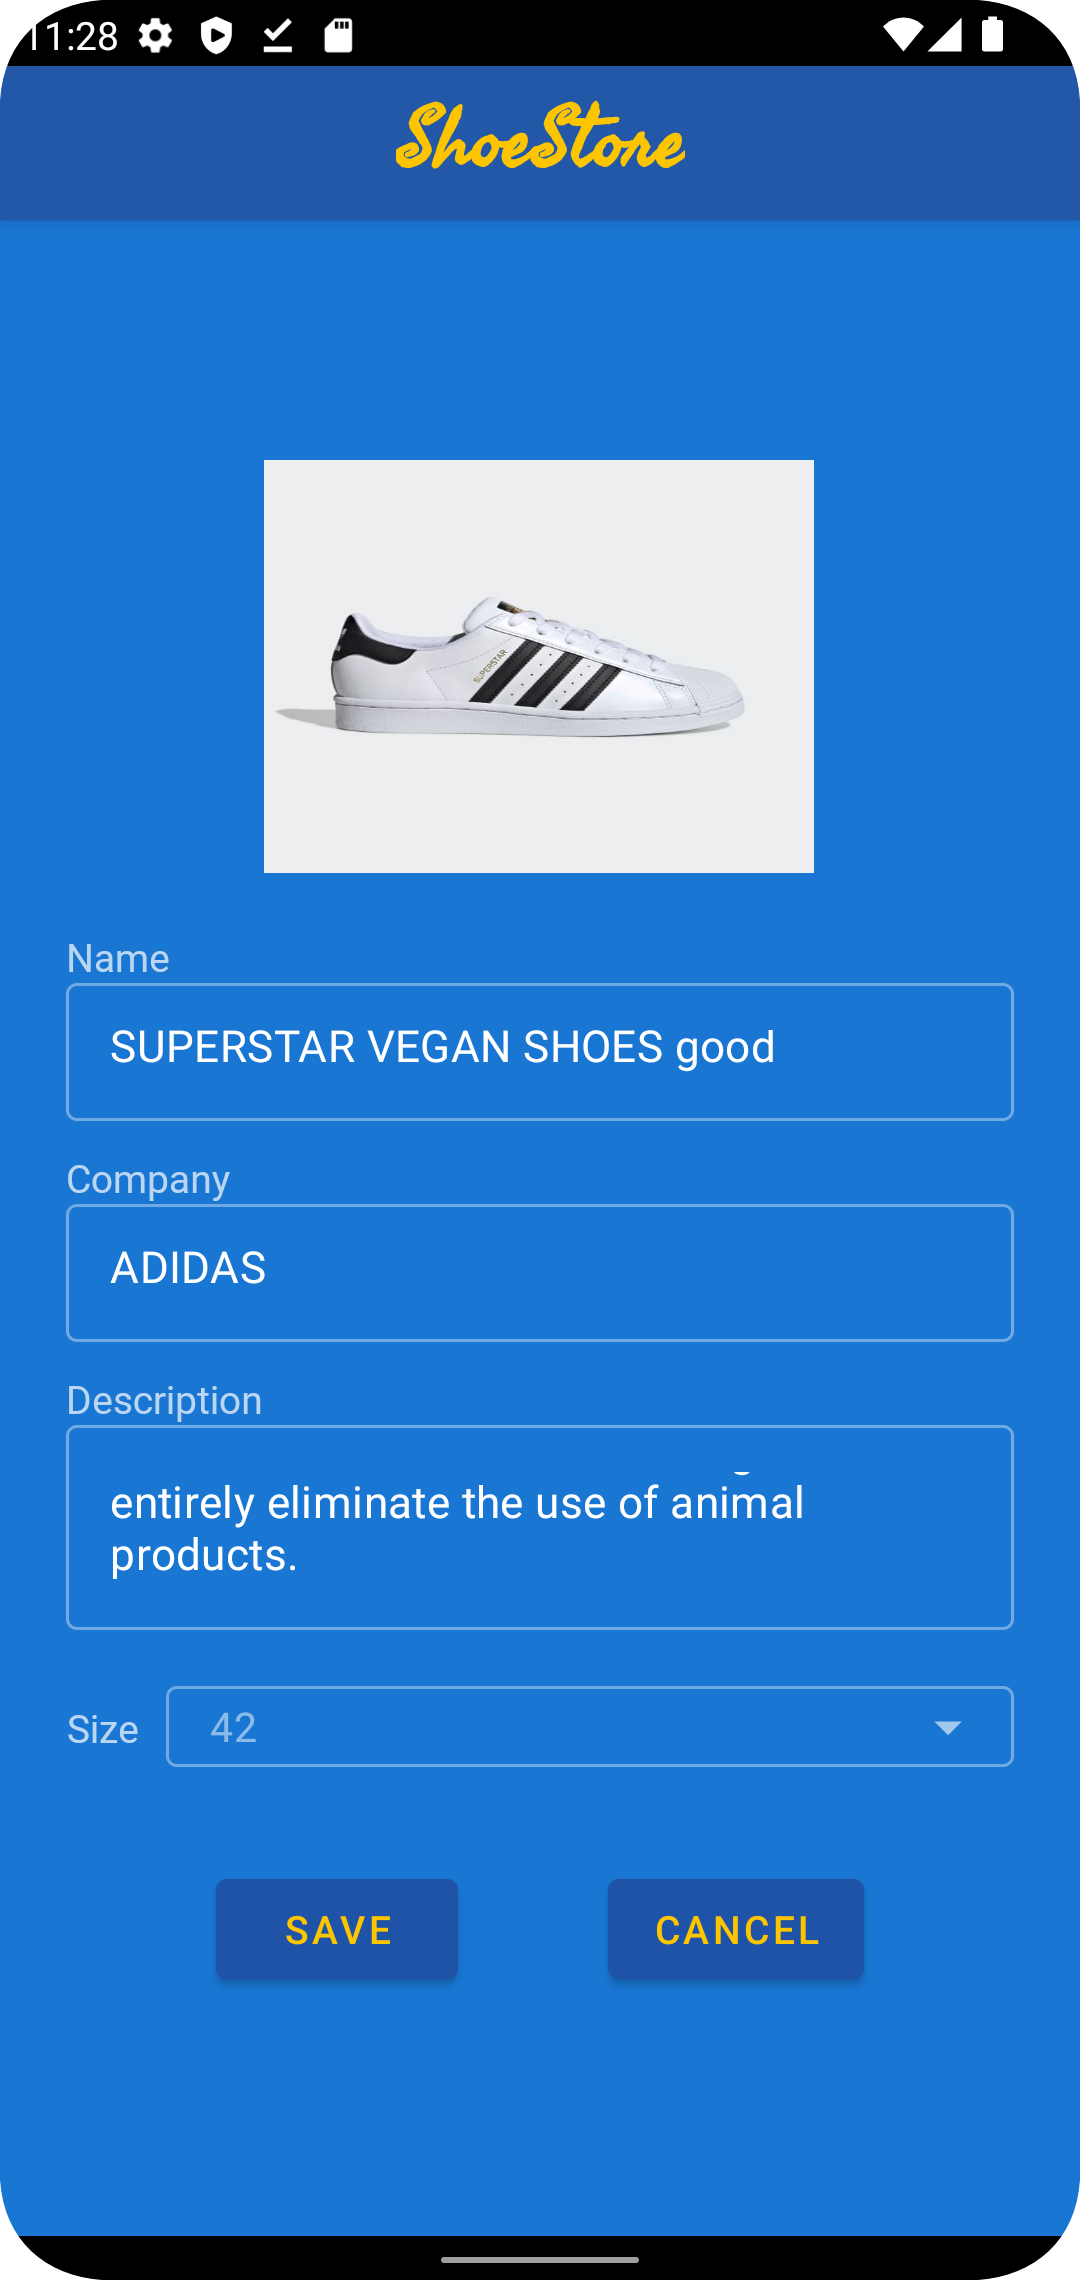 11:28
ShoeStore
SUPERSTAR
Name
SUPERSTAR VEGAN SHOES good
Company
ADIDAS
Description
entirely eliminate the use of animal
products.
Size
42
SAVE
CANCEL